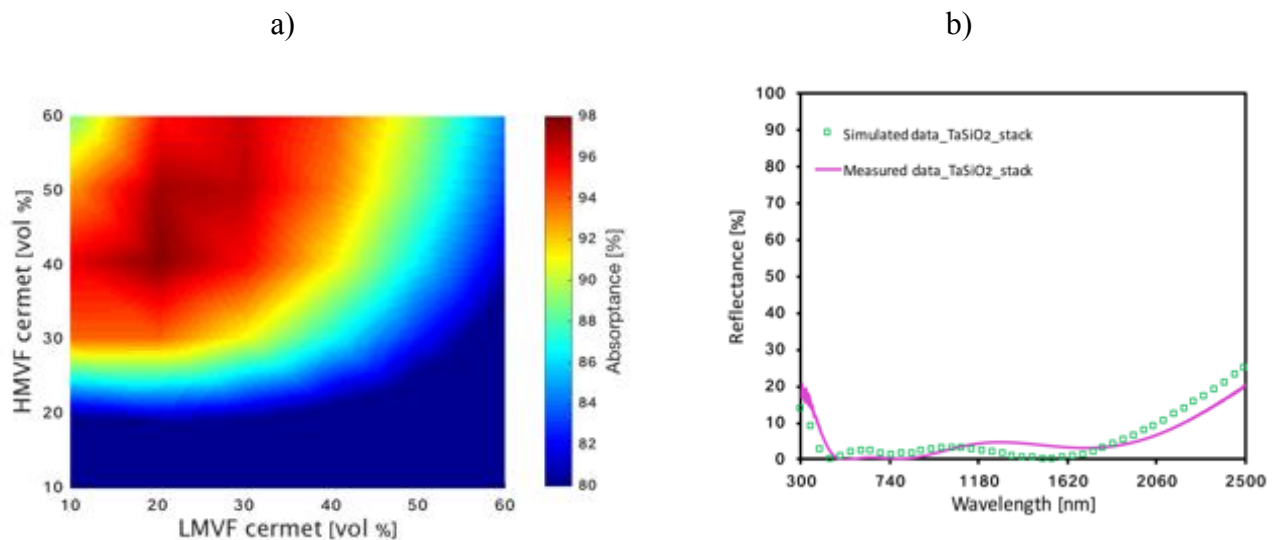 a)
b)
60
50
40
30
20
10
HMVF cermet [vol %]
10 20 30 40 50 60
LMVF cermet [vol %]
98
96
94
92
90
88
86
84
82
80
Absorptance [%]
100
90
80
70
60
50
40
30
20
10
0
Reflectance [%]
Simulated data_TaSiO2_stack
Measured data_TaSiO2_stack
300 740 1180 1620 2060 2500
Wavelength [nm]